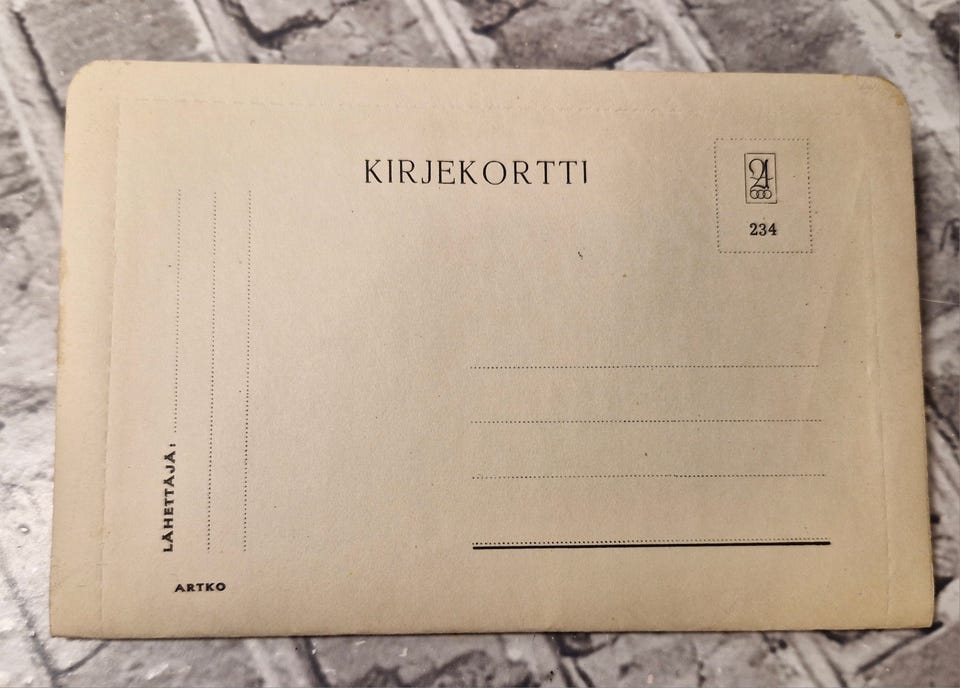 KIRJEKORTTI
234
LÄHETTÄJÄ:
ARTKO